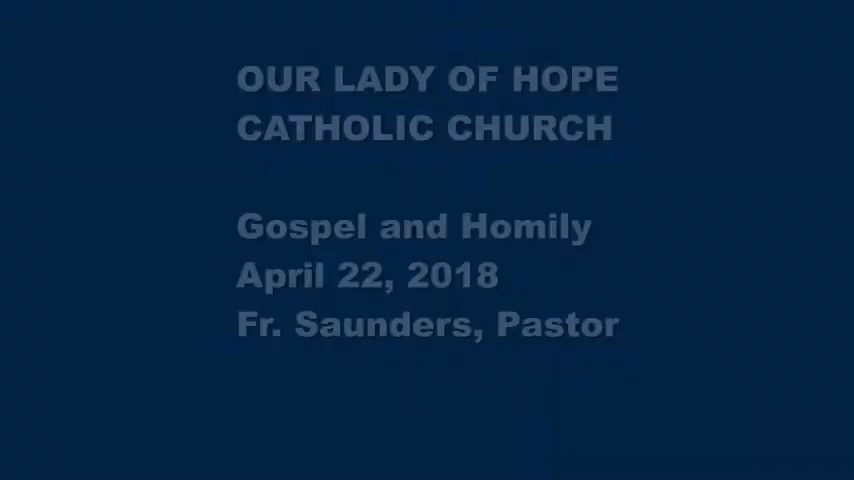 OUR LADY OF HOPE
CATHOLIC CHURCH
Gospel and Homily
April 22, 2018
Fr. Saunders, Pastor